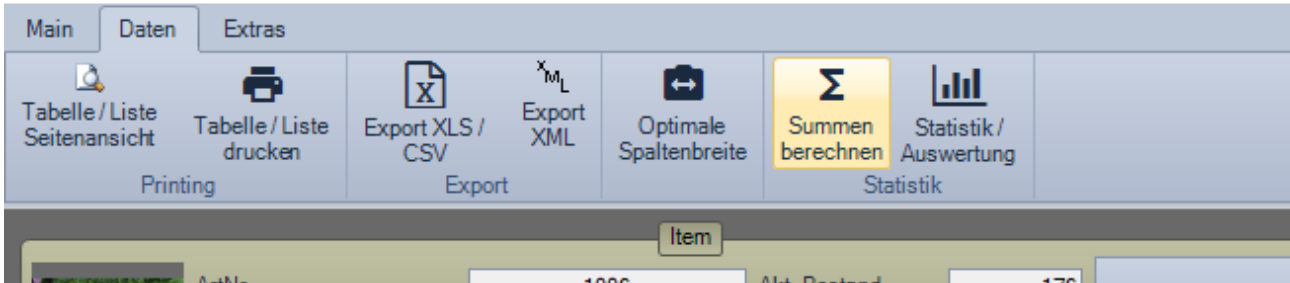 Main Daten Extras
Tabelle / Liste
Seitenansicht
Tabelle / Liste
drucken
Printing
Export XLS /
CSV
XML
Export
XML
Export
Optimale
Spaltenbreite
Σ
Summen
berechnen
Statistik /
Auswertung
Statistik
Item